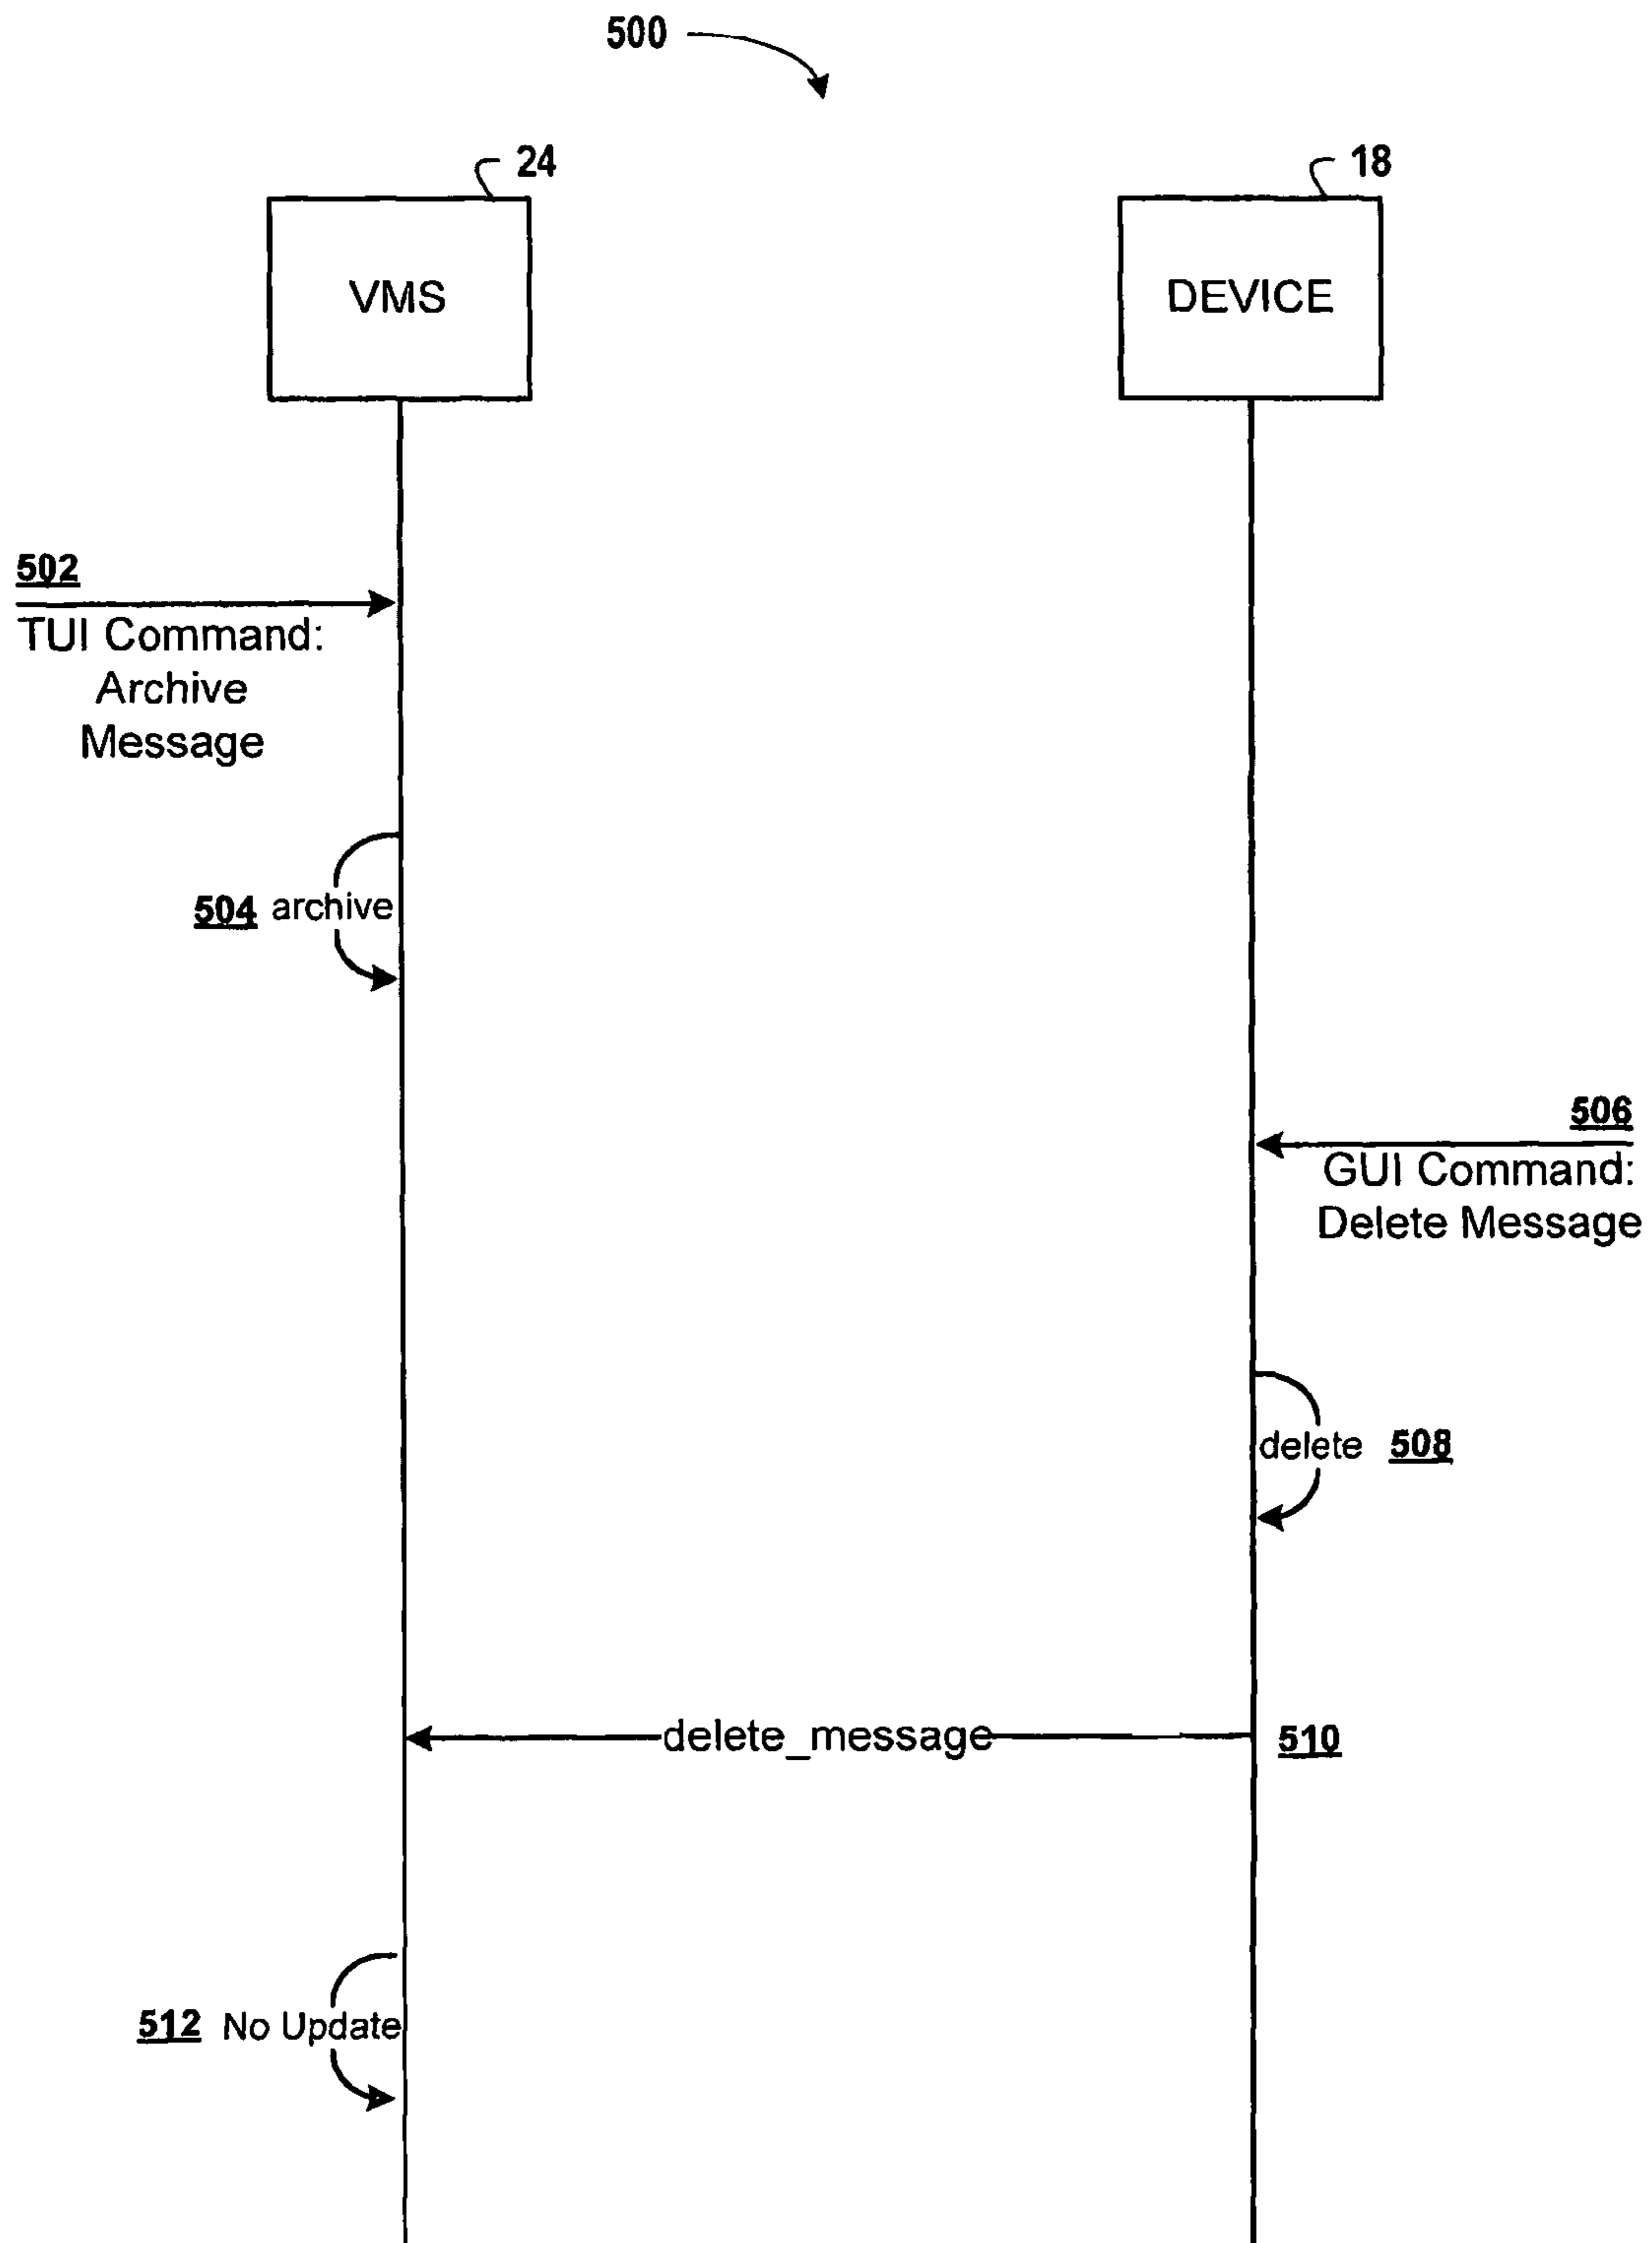 500
24
18
VMS
DEVICE
502
TUI Command:
Archive
Message
504 archive
506
GUI Command:
Delete Message
delete 508
delete_message 510
512 No Update